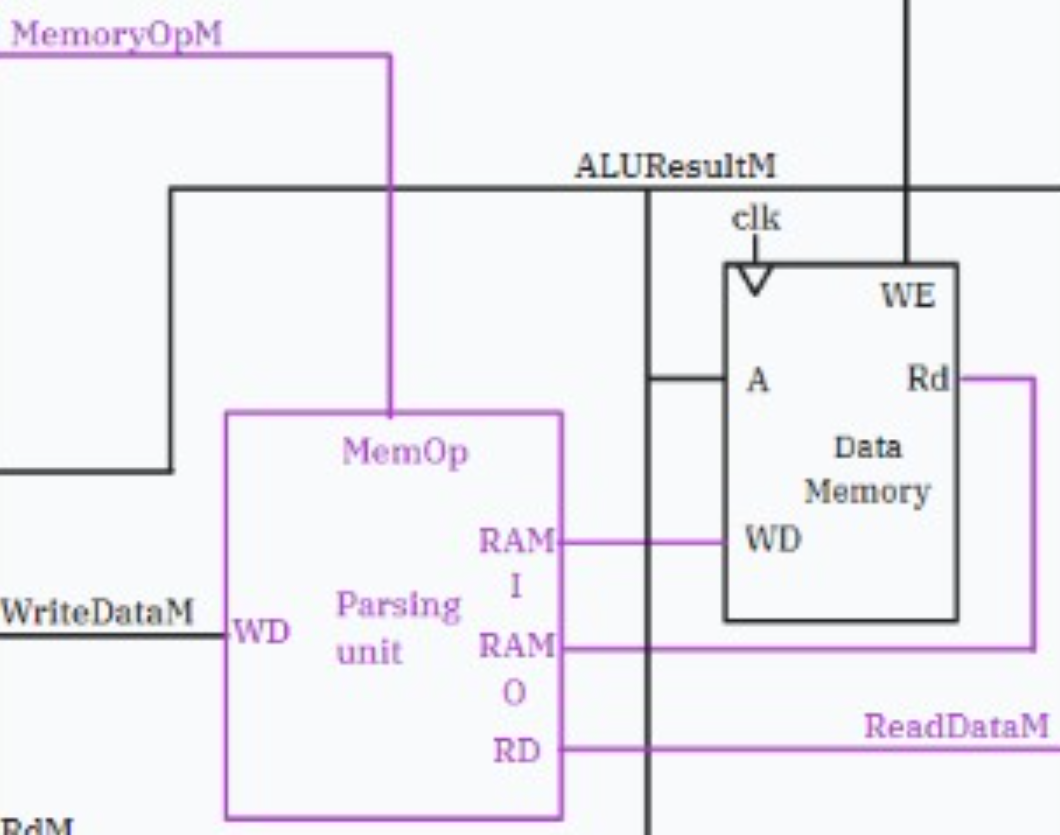 MemoryOpM
ALUResultM
clk
WE
A
Rd
MemOp
Data
Memory
RAM
I
WD
WriteDataM
WD
Parsing
unit
RAM
O
ReadDataM
RD
RdM